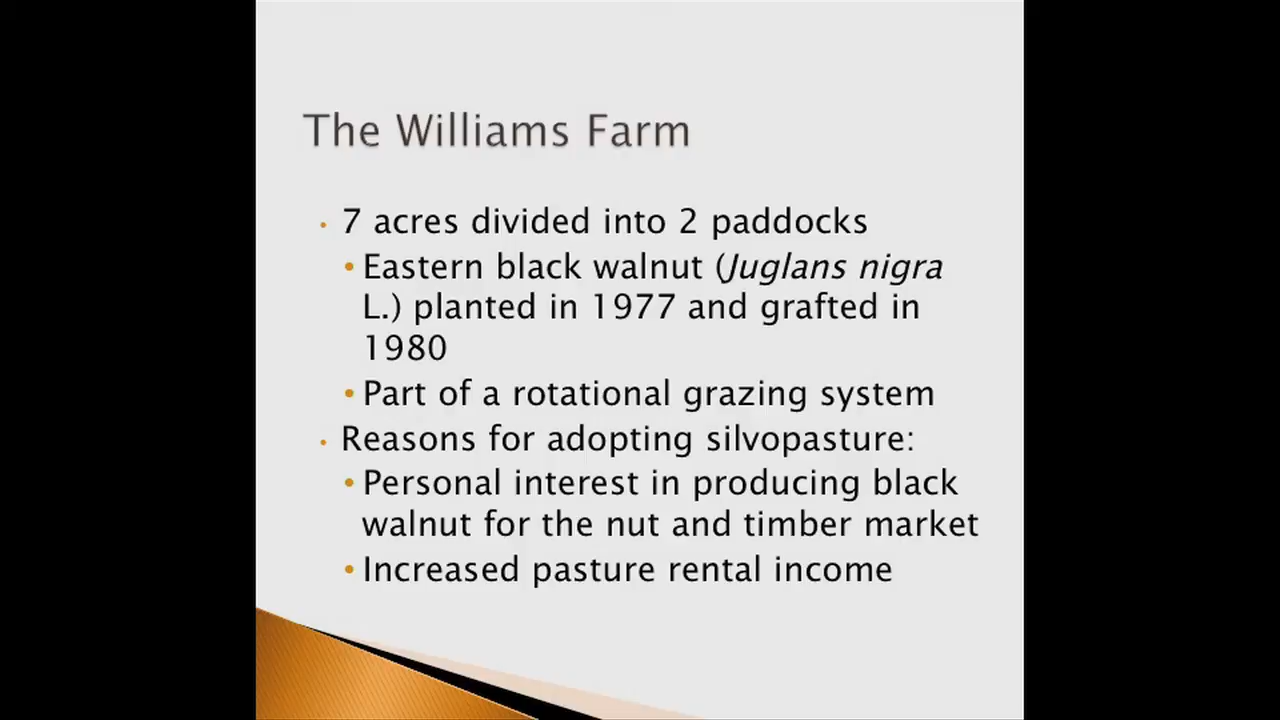 The Williams Farm
• 7 acres divided into 2 paddocks
• Eastern black walnut (Juglans nigra
L.) planted in 1977 and grafted in
1980
• Part of a rotational grazing system
• Reasons for adopting silvopasture:
• Personal interest in producing black
walnut for the nut and timber market
• Increased pasture rental income